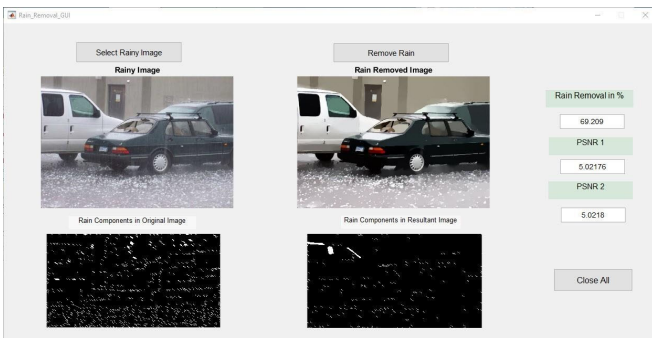 Rain_Removal_GUI
Select Rainy Image
Remove Rain
Rainy Image
Rain Removed Image
Rain Removal in %
69.209
PSNR 1
5.02176
PSNR 2
5.0218
Rain Components in Original Image
Rain Components in Resultant Image
Close All